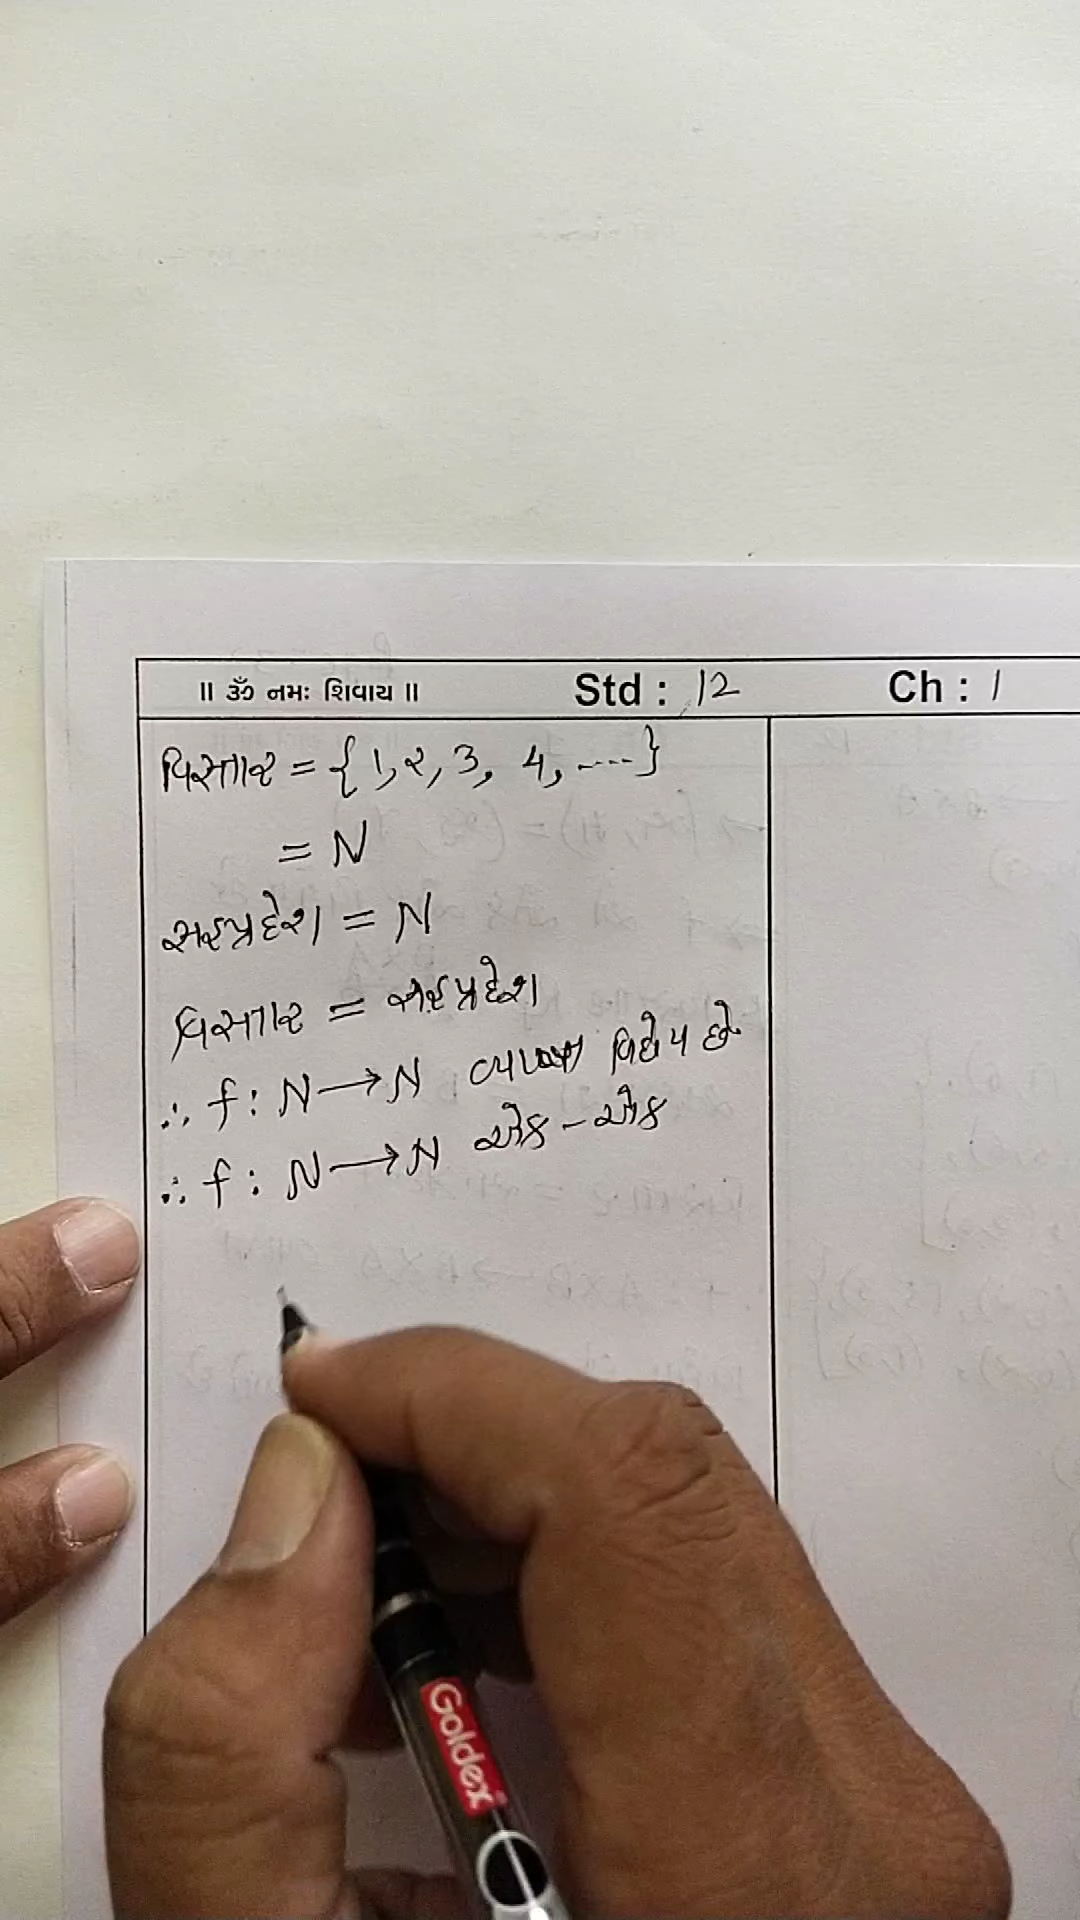 ॥ ૐ નમઃ શિવાય ॥ Std : 12 Ch : 1
વિસ્તાર = {1, ૨, 3, 4, ....}
= N
સહપ્રદેશ = N
વિસ્તાર = સહપ્રદેશ
∴ f : N → N વ્યાપ્ત વિધેય છે
∴ f : N → N એક-એક
Goldex